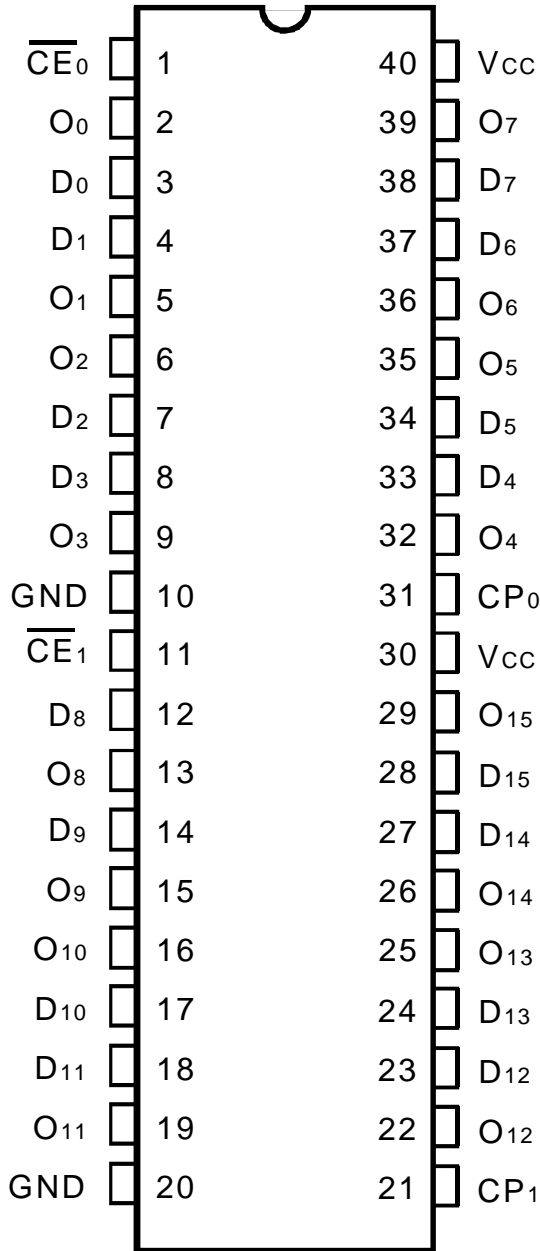 C̅E̅₀ 1 40 VCC
O₀ 2 39 O₇
D₀ 3 38 D₇
D₁ 4 37 D₆
O₁ 5 36 O₆
O₂ 6 35 O₅
D₂ 7 34 D₅
D₃ 8 33 D₄
O₃ 9 32 O₄
GND 10 31 CP₀
C̅E̅₁ 11 30 VCC
D₈ 12 29 O₁₅
O₈ 13 28 D₁₅
D₉ 14 27 D₁₄
O₉ 15 26 O₁₄
O₁₀ 16 25 O₁₃
D₁₀ 17 24 D₁₃
D₁₁ 18 23 D₁₂
O₁₁ 19 22 O₁₂
GND 20 21 CP₁